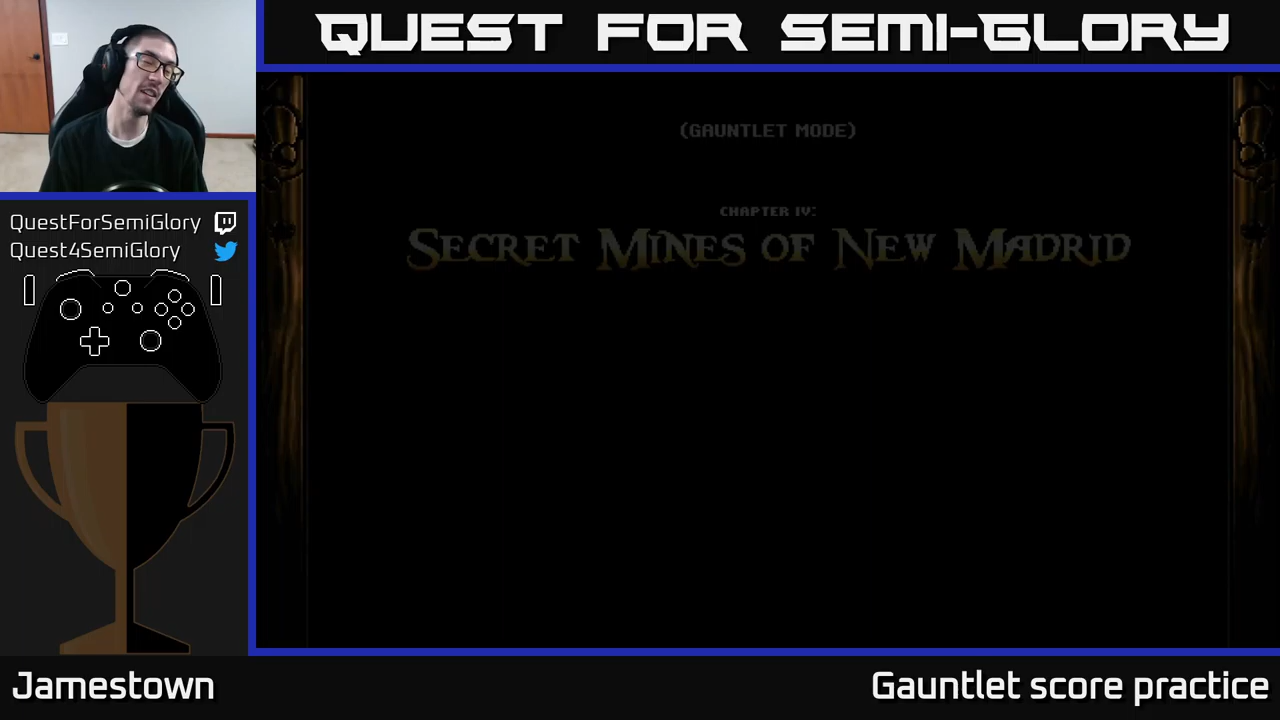 QUEST FOR SEMI-GLORY
(GAUNTLET MODE)
CHAPTER IV:
SECRET MINES OF NEW MADRID
QuestForSemiGlory
Quest4SemiGlory
Jamestown
Gauntlet score practice